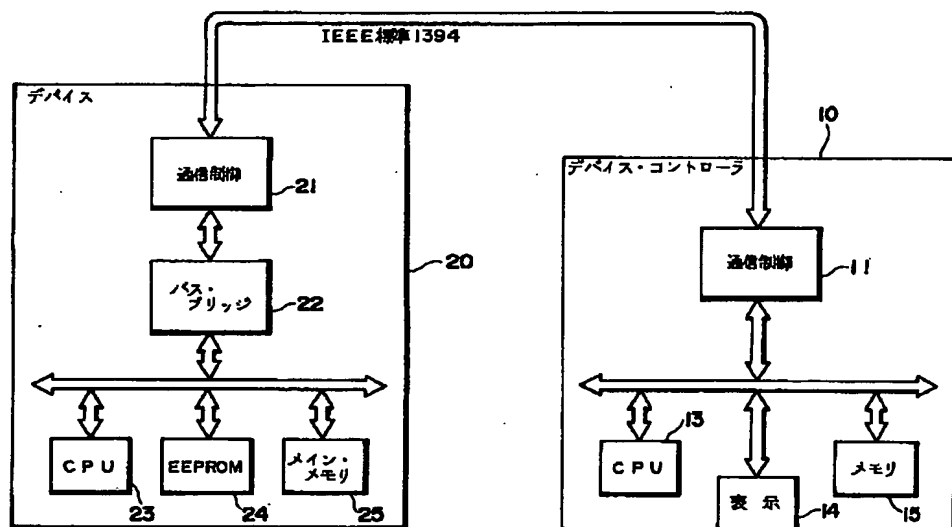 IEEE標準1394
デバイス
通信制御
21
バス・
ブリッジ
22
20
CPU
23
EEPROM
24
メイン・
メモリ
25
10
デバイス・コントローラ
通信制御
11
13
CPU
表示
14
メモリ
15